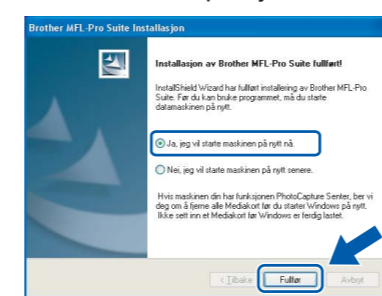 Brother MFL-Pro Suite Installasjon
Installasjon av Brother MFL-Pro Suite fullført!
InstallShield Wizard har fullført installering av Brother MFL-Pro
Suite. Før du kan bruke programmet, må du starte
datamaskinen på nytt.
Ja, jeg vil starte maskinen på nytt nå.
Nei, jeg vil starte maskinen på nytt senere.
Hvis maskinen din har funksjonen PhotoCapture Senter, ber vi
deg om å fjerne alle Mediakort før du starter Windows på nytt.
Ikke sett inn et Mediakort før Windows er ferdig lastet.
< Tilbake Fullfør Avbryt